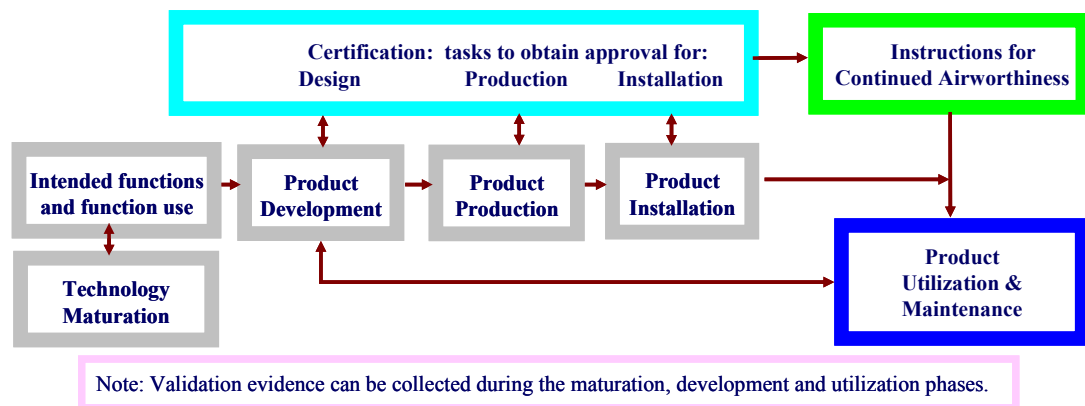 Certification: tasks to obtain approval for:
Design Production Installation
Instructions for
Continued Airworthiness
Intended functions
and function use
Product
Development
Product
Production
Product
Installation
Technology
Maturation
Product
Utilization &
Maintenance
Note: Validation evidence can be collected during the maturation, development and utilization phases.